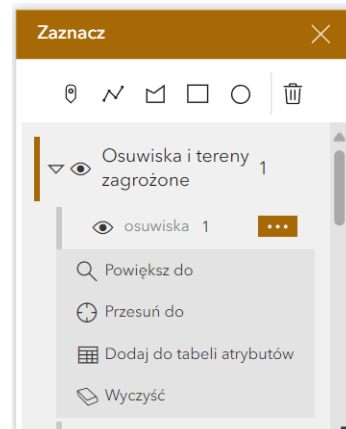 Zaznacz
Osuwiska i tereny
zagrożone 1
osuwiska 1
Powiększ do
Przesuń do
Dodaj do tabeli atrybutów
Wyczyść